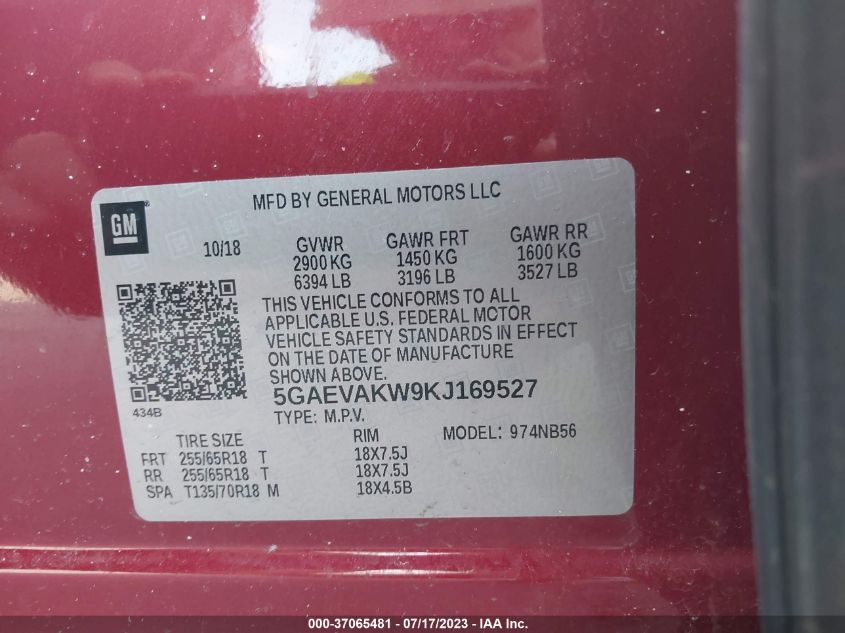 MFD BY GENERAL MOTORS LLC
GM ®
10/18
GVWR GAWR FRT GAWR RR
2900 KG 1450 KG 1600 KG
6394 LB 3196 LB 3527 LB
THIS VEHICLE CONFORMS TO ALL
APPLICABLE U.S. FEDERAL MOTOR
VEHICLE SAFETY STANDARDS IN EFFECT
ON THE DATE OF MANUFACTURE
SHOWN ABOVE.
434B
5GAEVAKW9KJ169527
TYPE: M.P.V.
TIRE SIZE RIM MODEL: 974NB56
FRT 255/65R18 T 18X7.5J
RR 255/65R18 T 18X7.5J
SPA T135/70R18 M 18X4.5B
000-37065481 - 07/17/2023 - IAA Inc.